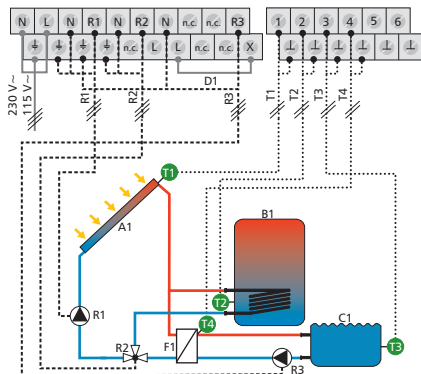 N L N R1 N R2 N n.c. n.c. R3
n.c. L L n.c. X
1 2 3 4 5 6
230 V~
115 V~
R1
R2
D1
R3
T1
T2
T3
T4
T1
A1
B1
T2
T4
C1
T3
R1
R2
F1
R3